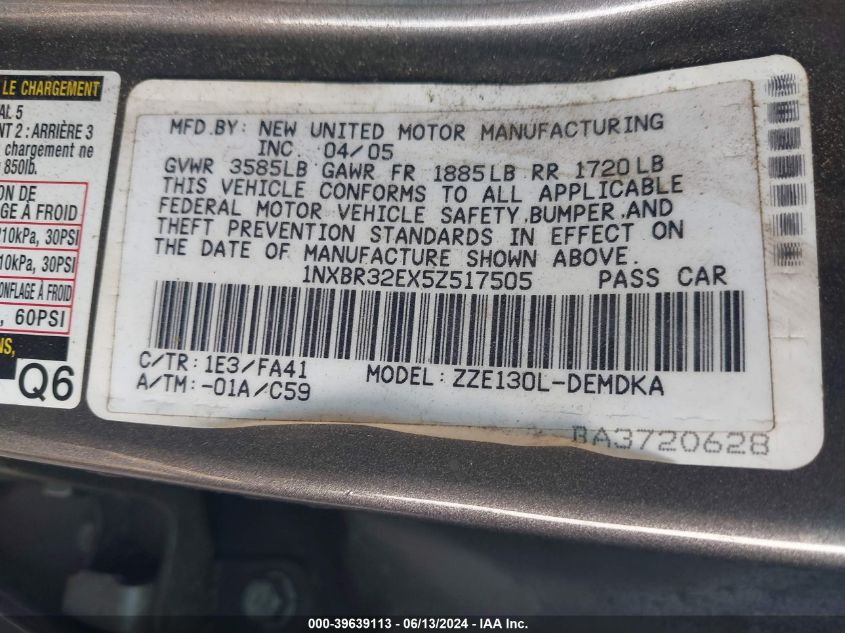 LE CHARGEMENT
AL 5
NT 2 : ARRIÈRE 3
chargement ne
850lb.
ION DE
LAGE À FROID
10kPa, 30PSI
10kPa, 30PSI
ONFLAGE À FROID
, 60PSI
NS,
Q6
MFD.BY: NEW UNITED MOTOR MANUFACTURING
INC 04/05
GVWR 3585LB GAWR FR 1885LB RR 1720LB
THIS VEHICLE CONFORMS TO ALL APPLICABLE
FEDERAL MOTOR VEHICLE SAFETY,BUMPER,AND
THEFT PREVENTION STANDARDS IN EFFECT ON
THE DATE OF MANUFACTURE SHOWN ABOVE.
1NXBR32EX5Z517505 PASS CAR
C/TR: 1E3/FA41
A/TM: -01A/C59
MODEL: ZZE130L-DEMDKA
BA3720628
000-39639113 - 06/13/2024 - IAA Inc.